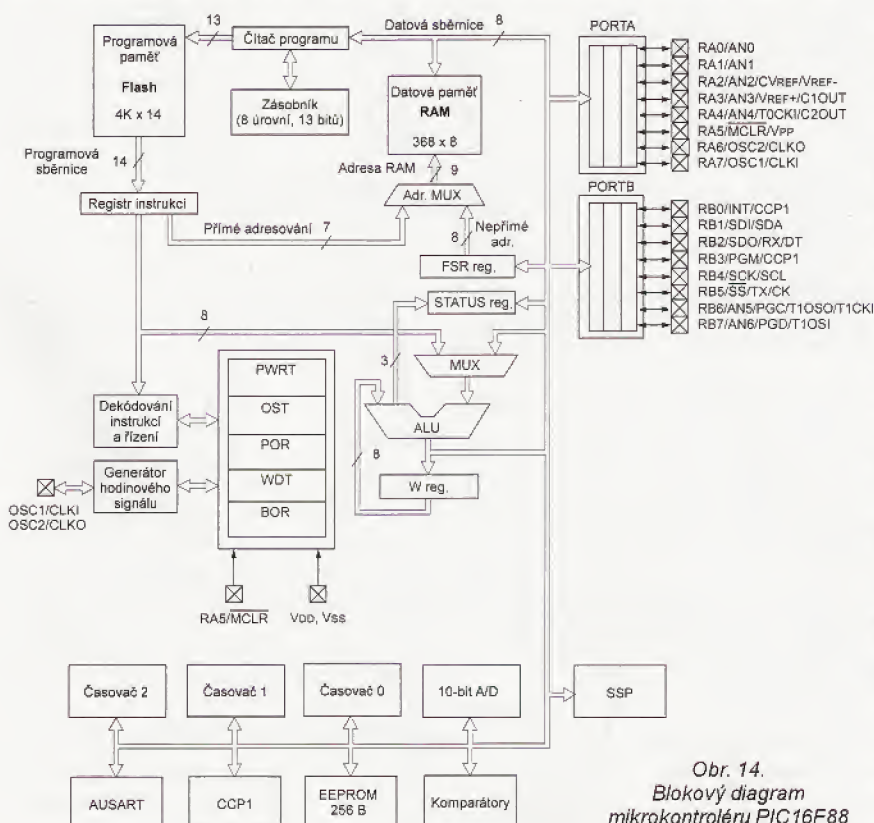 Programová
paměť
Flash
4K x 14
13
Čítač programu
Zásobník
(8 úrovní, 13 bitů)
Datová sběrnice
8
Datová paměť
RAM
368 x 8
Adresa RAM
9
Adr. MUX
Programová
sběrnice
14
Registr instrukcí
Přímé adresování
7
8
Nepřímé
adr.
FSR reg.
STATUS reg.
8
3
MUX
ALU
8
W reg.
Dekódování
instrukcí
a řízení
Generátor
hodinového
signálu
OSC1/CLKI
OSC2/CLKO
PWRT
OST
POR
WDT
BOR
RA5/MCLR
VDD, VSS
PORTA
RA0/AN0
RA1/AN1
RA2/AN2/CVREF/VREF-
RA3/AN3/VREF+/C1OUT
RA4/AN4/T0CKI/C2OUT
RA5/MCLR/VPP
RA6/OSC2/CLKO
RA7/OSC1/CLKI
PORTB
RB0/INT/CCP1
RB1/SDI/SDA
RB2/SDO/RX/DT
RB3/PGM/CCP1
RB4/SCK/SCL
RB5/SS/TX/CK
RB6/AN5/PGC/T1OSO/T1CKI
RB7/AN6/PGD/T1OSI
Časovač 2
Časovač 1
Časovač 0
10-bit A/D
SSP
AUSART
CCP1
EEPROM
256 B
Komparátory
Obr. 14.
Blokový diagram
mikrokontroléru PIC16F88